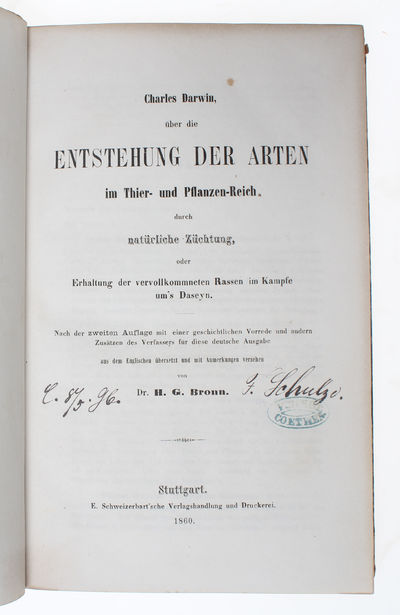 Charles Darwin,
über die
ENTSTEHUNG DER ARTEN
im Thier- und Pflanzen-Reich
durch
natürliche Züchtung,
oder
Erhaltung der vervollkommneten Rassen im Kampfe
um's Daseyn.
Nach der zweiten Auflage mit einer geschichtlichen Vorrede und andern
Zusätzen des Verfassers für diese deutsche Ausgabe
aus dem Englischen übersetzt und mit Anmerkungen versehen
von
Dr. H. G. Bronn.
F. Schulze.
COETHEN
Stuttgart.
E. Schweizerbart'sche Verlagshandlung und Druckerei.
1860.